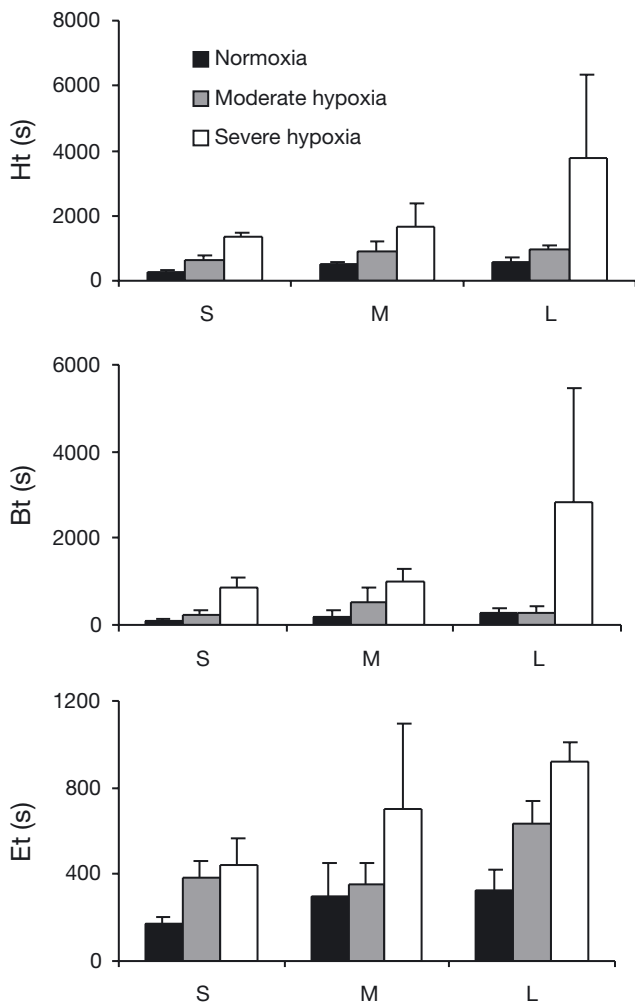 8000
6000
4000
2000
0
Ht (s)
Normoxia
Moderate hypoxia
Severe hypoxia
S M L
6000
4000
2000
0
Bt (s)
S M L
1200
800
400
0
Et (s)
S M L